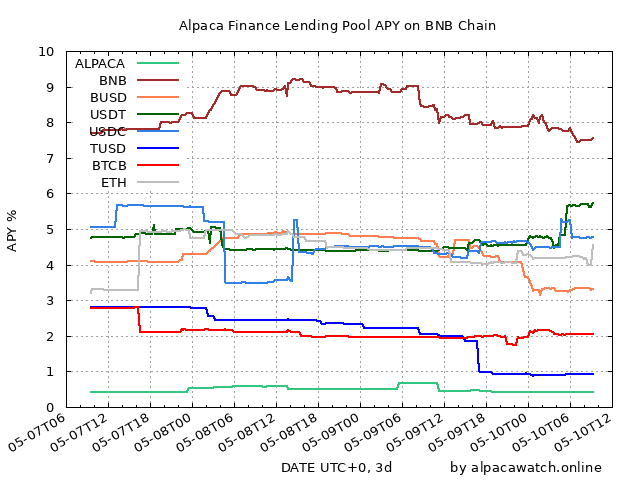 Alpaca Finance Lending Pool APY on BNB Chain
10
9
8
7
6
5
4
3
2
1
0
APY %
ALPACA
BNB
BUSD
USDT
USDC
TUSD
BTCB
ETH
05-07T06
05-07T12
05-07T18
05-08T00
05-08T06
05-08T12
05-08T18
05-09T00
05-09T06
05-09T12
05-09T18
05-10T00
05-10T06
05-10T12
DATE UTC+0, 3d
by alpacawatch.online